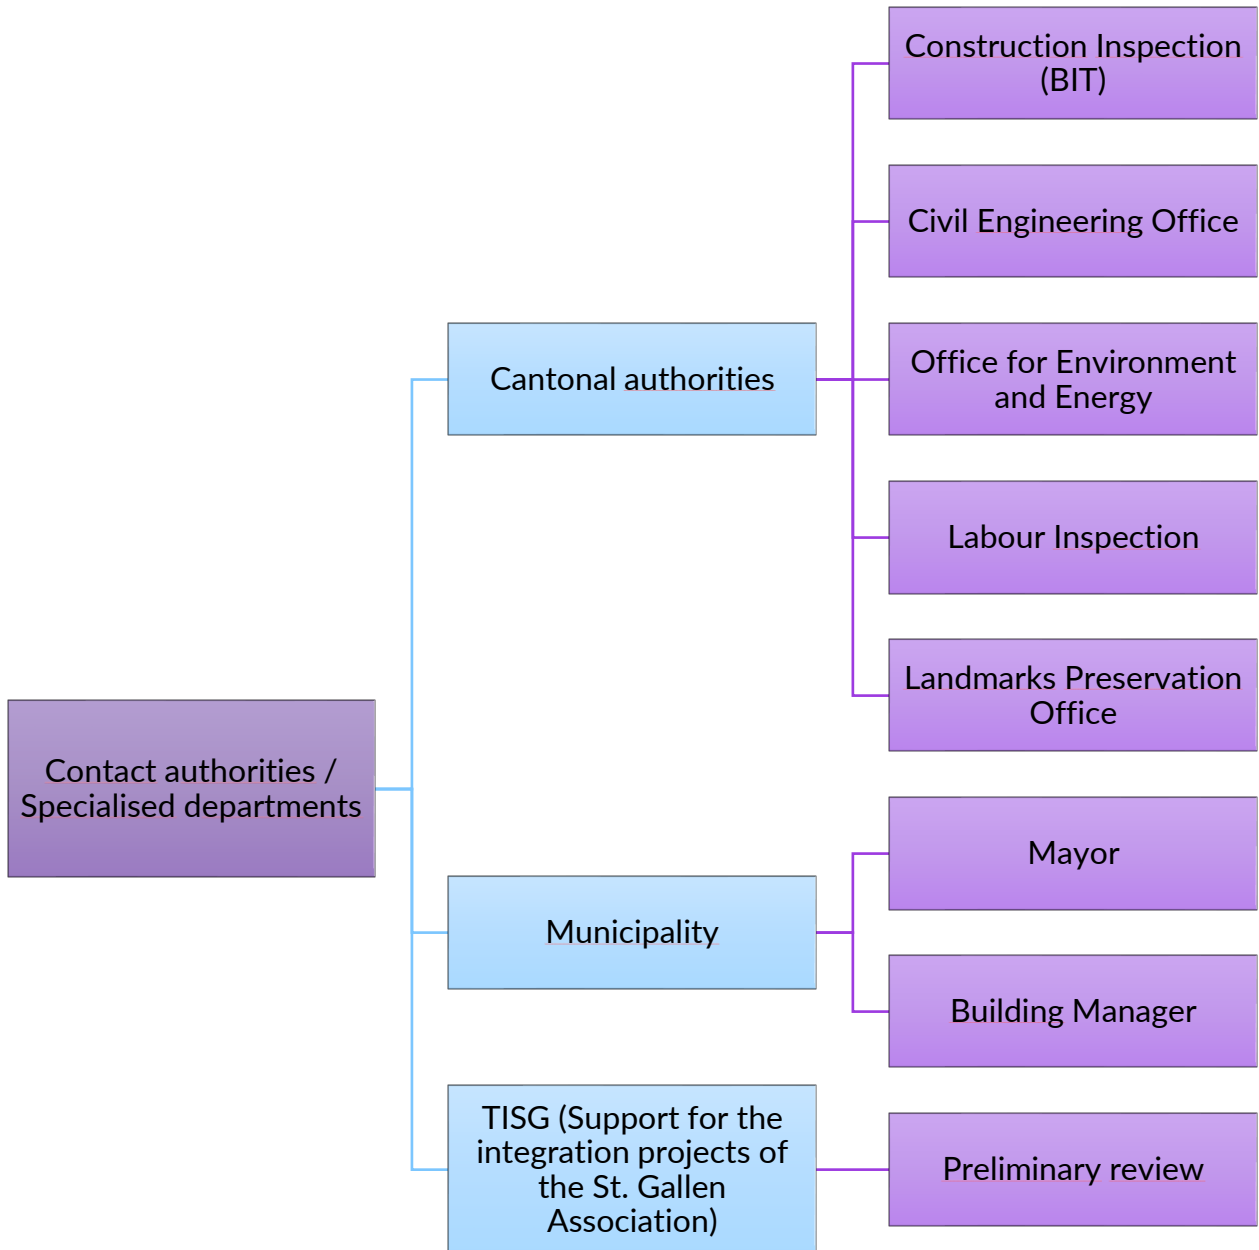 Construction Inspection
(BIT)
Civil Engineering Office
Cantonal authorities
Office for Environment
and Energy
Labour Inspection
Landmarks Preservation
Office
Contact authorities /
Specialised departments
Mayor
Municipality
Building Manager
TISG (Support for the
integration projects of
the St. Gallen
Association)
Preliminary review